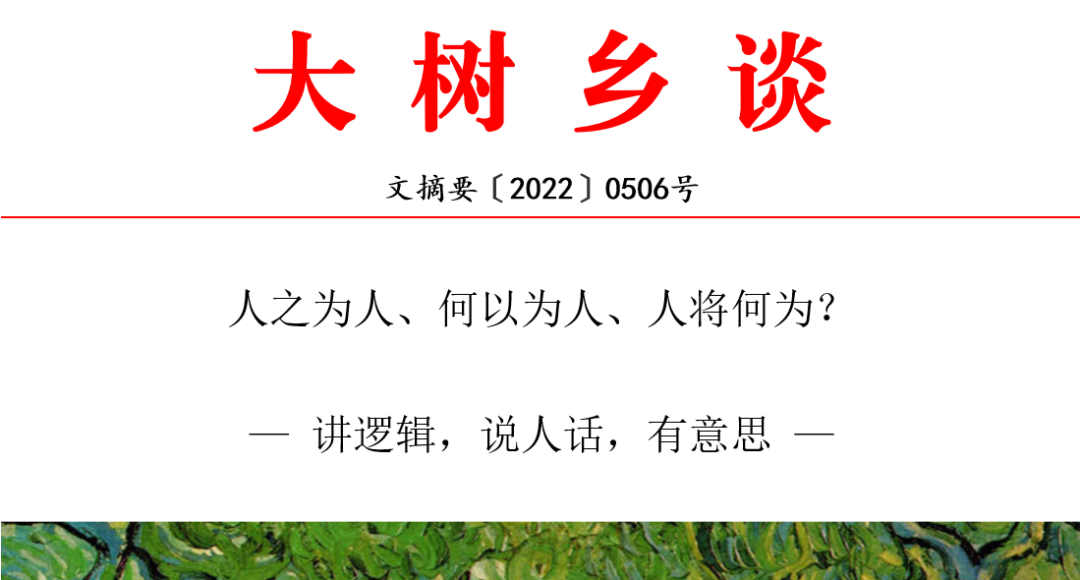 大树乡谈
文摘要〔2022〕0506号
人之为人、何以为人、人将何为？
— 讲逻辑，说人话，有意思 —